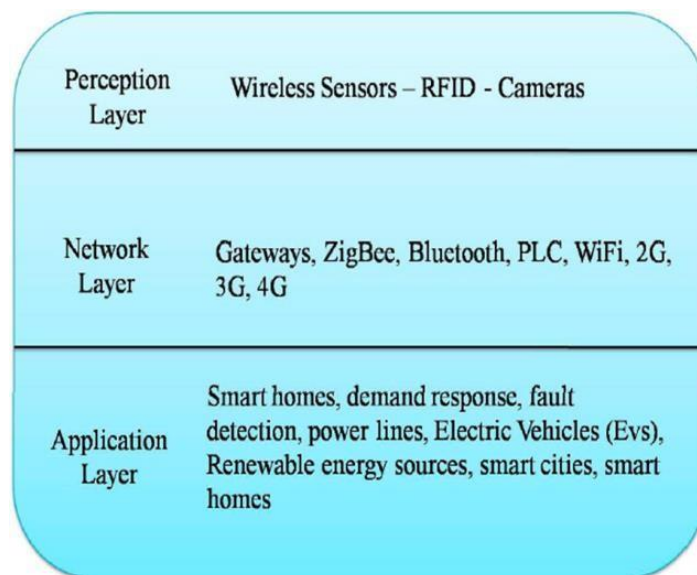 Perception
Layer
Wireless Sensors – RFID - Cameras
Network
Layer
Gateways, ZigBee, Bluetooth, PLC, WiFi, 2G,
3G, 4G
Application
Layer
Smart homes, demand response, fault
detection, power lines, Electric Vehicles (Evs),
Renewable energy sources, smart cities, smart
homes